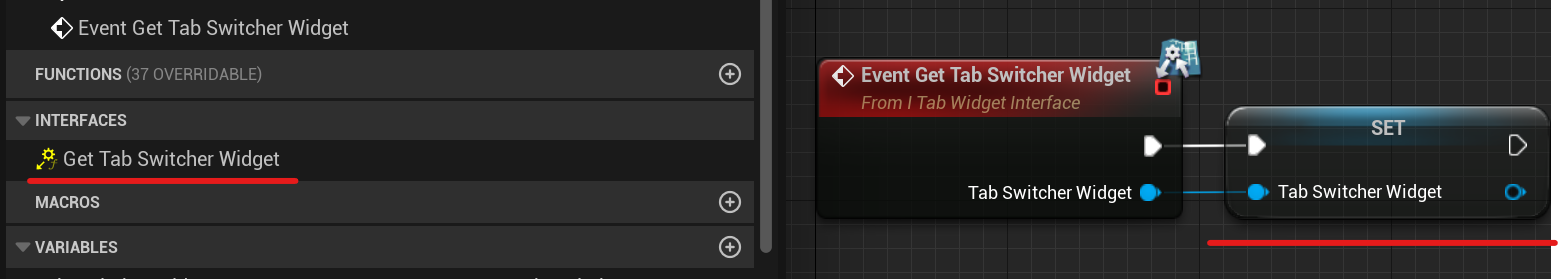 Event Get Tab Switcher Widget
FUNCTIONS (37 OVERRIDABLE)
INTERFACES
Get Tab Switcher Widget
MACROS
VARIABLES
Event Get Tab Switcher Widget
From I Tab Widget Interface
Tab Switcher Widget
SET
Tab Switcher Widget